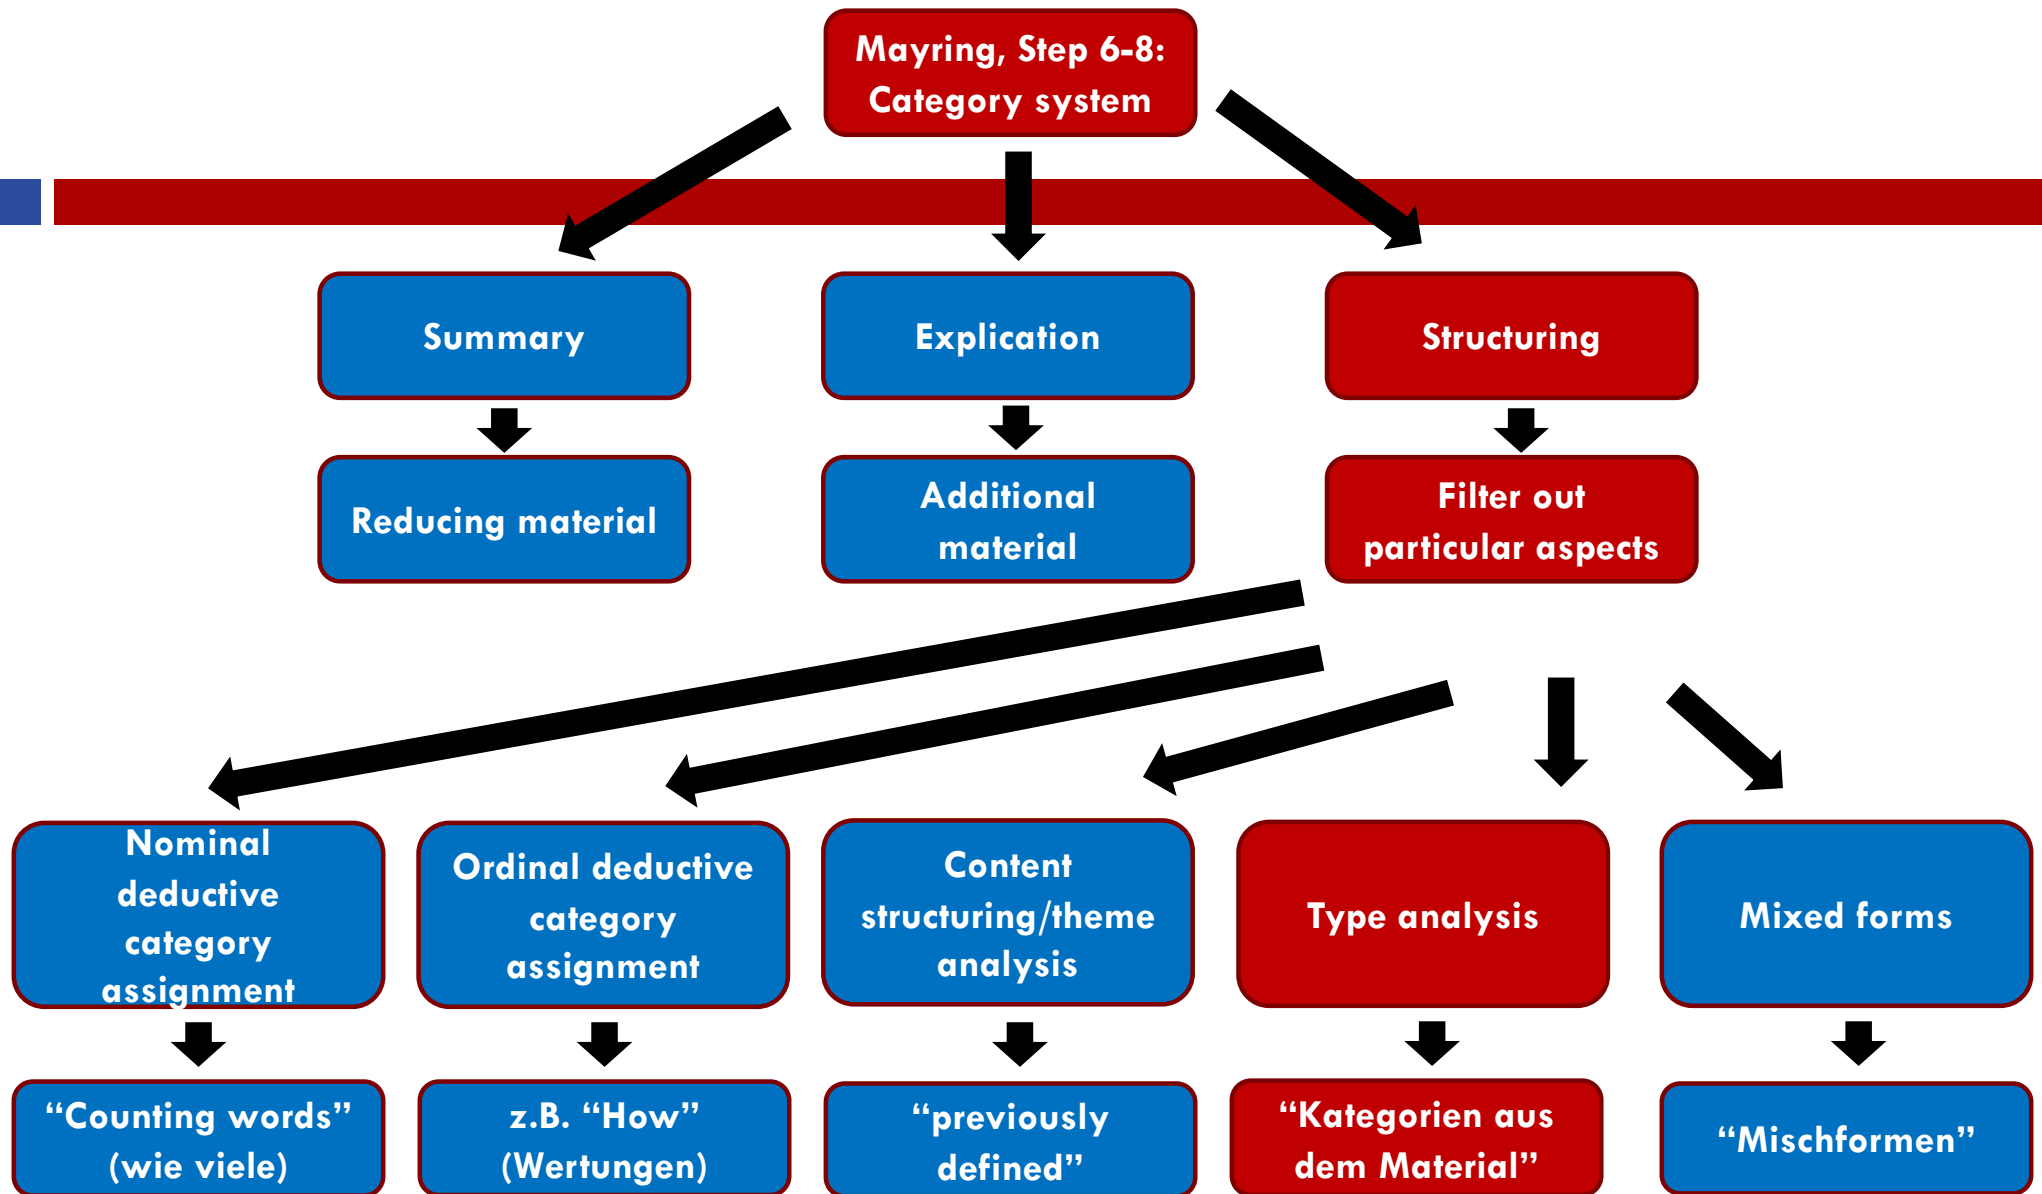 Mayring, Step 6-8:
Category system
Summary
Explication
Structuring
Reducing material
Additional
material
Filter out
particular aspects
Nominal
deductive
category
assignment
Ordinal deductive
category
assignment
Content
structuring/theme
analysis
Type analysis
Mixed forms
“Counting words”
(wie viele)
z.B. “How”
(Wertungen)
“previously
defined”
“Kategorien aus
dem Material”
“Mischformen”